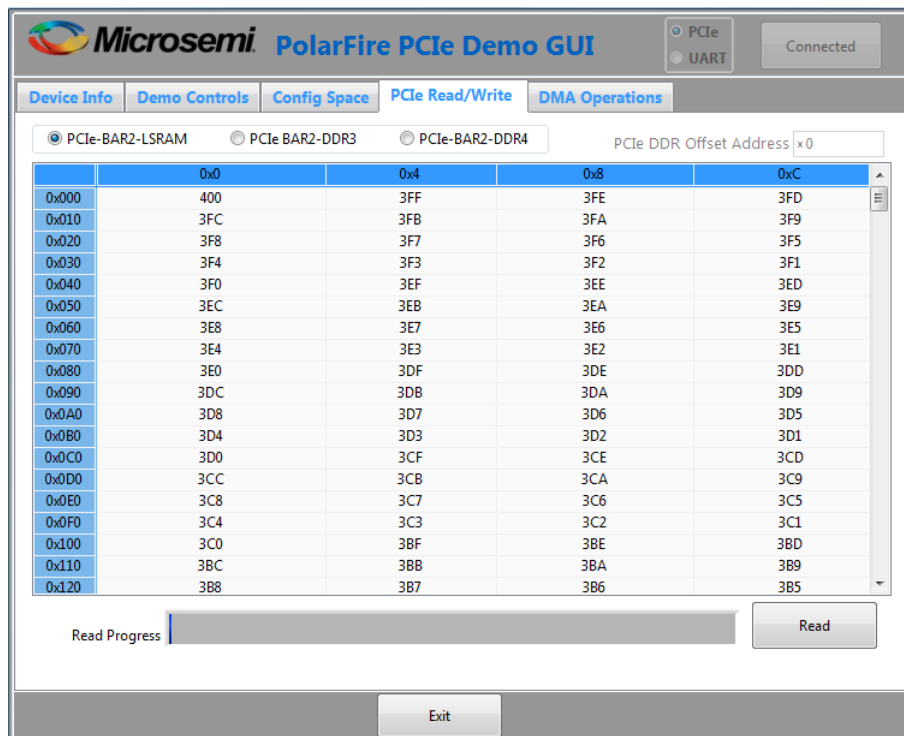 Microsemi. PolarFire PCIe Demo GUI PCIe UART Connected
Device Info Demo Controls Config Space PCIe Read/Write DMA Operations
PCIe-BAR2-LSRAM PCIe BAR2-DDR3 PCIe-BAR2-DDR4 PCIe DDR Offset Address x 0
0x0 0x4 0x8 0xC
0x000 400 3FF 3FE 3FD
0x010 3FC 3FB 3FA 3F9
0x020 3F8 3F7 3F6 3F5
0x030 3F4 3F3 3F2 3F1
0x040 3F0 3EF 3EE 3ED
0x050 3EC 3EB 3EA 3E9
0x060 3E8 3E7 3E6 3E5
0x070 3E4 3E3 3E2 3E1
0x080 3E0 3DF 3DE 3DD
0x090 3DC 3DB 3DA 3D9
0x0A0 3D8 3D7 3D6 3D5
0x0B0 3D4 3D3 3D2 3D1
0x0C0 3D0 3CF 3CE 3CD
0x0D0 3CC 3CB 3CA 3C9
0x0E0 3C8 3C7 3C6 3C5
0x0F0 3C4 3C3 3C2 3C1
0x100 3C0 3BF 3BE 3BD
0x110 3BC 3BB 3BA 3B9
0x120 3B8 3B7 3B6 3B5
Read Progress Read
Exit